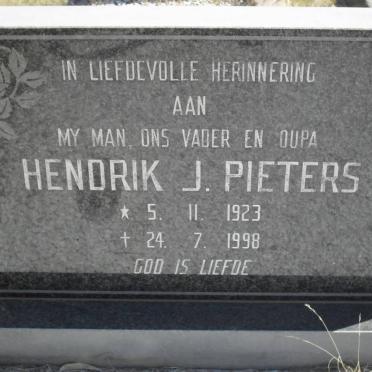 IN LIEFDEVOLLE HERINNERING
AAN
MY MAN, ONS VADER EN OUPA
HENDRIK J. PIETERS
★ 5. 11. 1923
† 24. 7. 1998
GOD IS LIEFDE